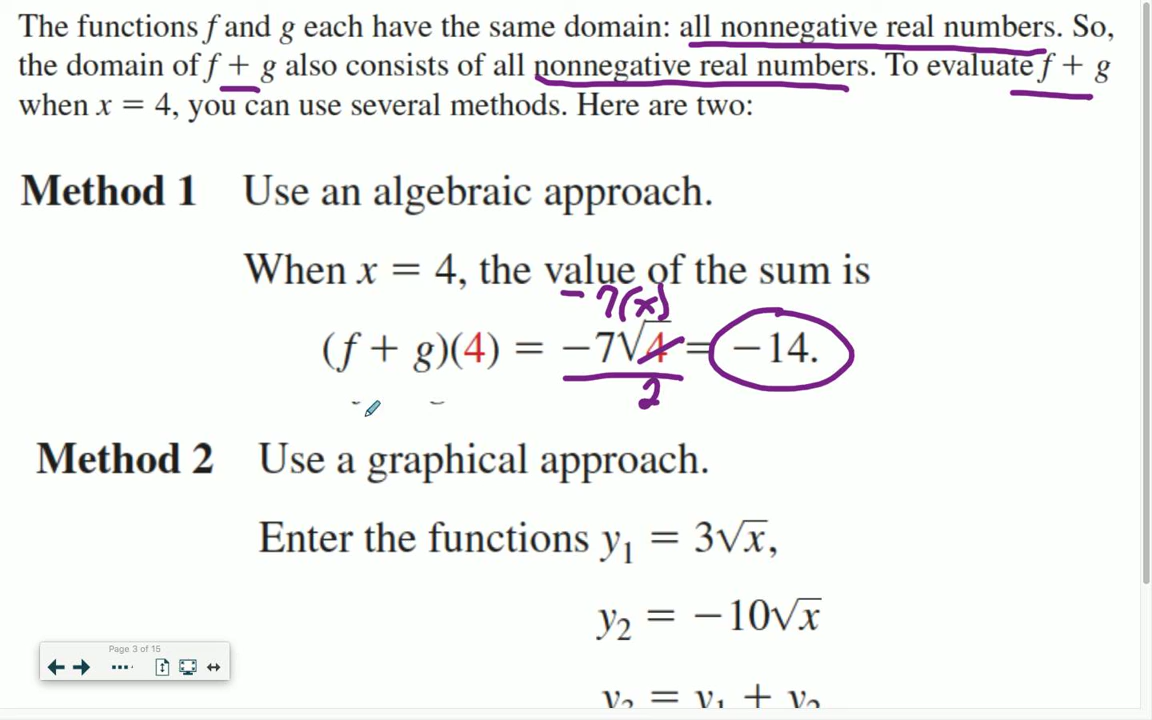 The functions f and g each have the same domain: all nonnegative real numbers. So,
the domain of f + g also consists of all nonnegative real numbers. To evaluate f + g
when x = 4, you can use several methods. Here are two:
Method 1 Use an algebraic approach.
When x = 4, the value of the sum is
- 7(x)
(f + g)(4) = −7√4 = −14.
2
Method 2 Use a graphical approach.
Enter the functions y₁ = 3√x,
y₂ = −10√x
Page 3 of 15
y₃ = y₁ + y₂